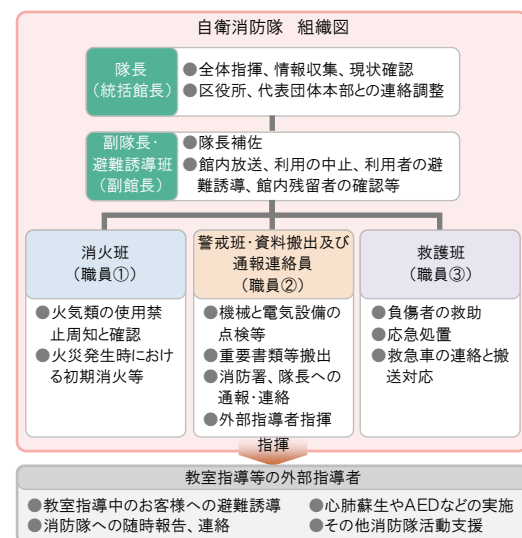 自衛消防隊 組織図
隊長
(統括館長)
●全体指揮、情報収集、現状確認
●区役所、代表団体本部との連絡調整
副隊長・
避難誘導班
(副館長)
●隊長補佐
●館内放送、利用の中止、利用者の避
難誘導、館内残留者の確認等
消火班
(職員①)
●火気類の使用禁
止周知と確認
●火災発生時におけ
る初期消火等
警戒班・資料搬出及び
通報連絡員
(職員②)
●機械と電気設備の
点検等
●重要書類等搬出
●消防署、隊長への
通報・連絡
●外部指導者指揮
救護班
(職員③)
●負傷者の救助
●応急処置
●救急車の連絡と搬
送対応
指揮
教室指導等の外部指導者
●教室指導中のお客様への避難誘導
●消防隊への随時報告、連絡
●心肺蘇生やAEDなどの実施
●その他消防隊活動支援